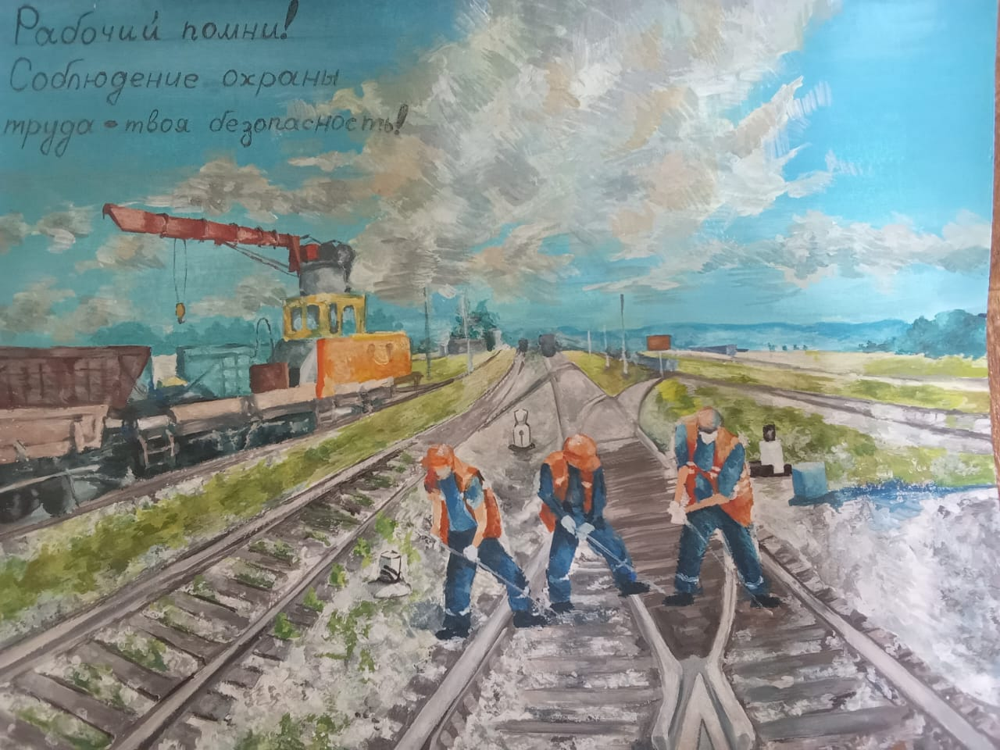 Рабочий помни!
Соблюдение охраны
труда - твоя безопасность!